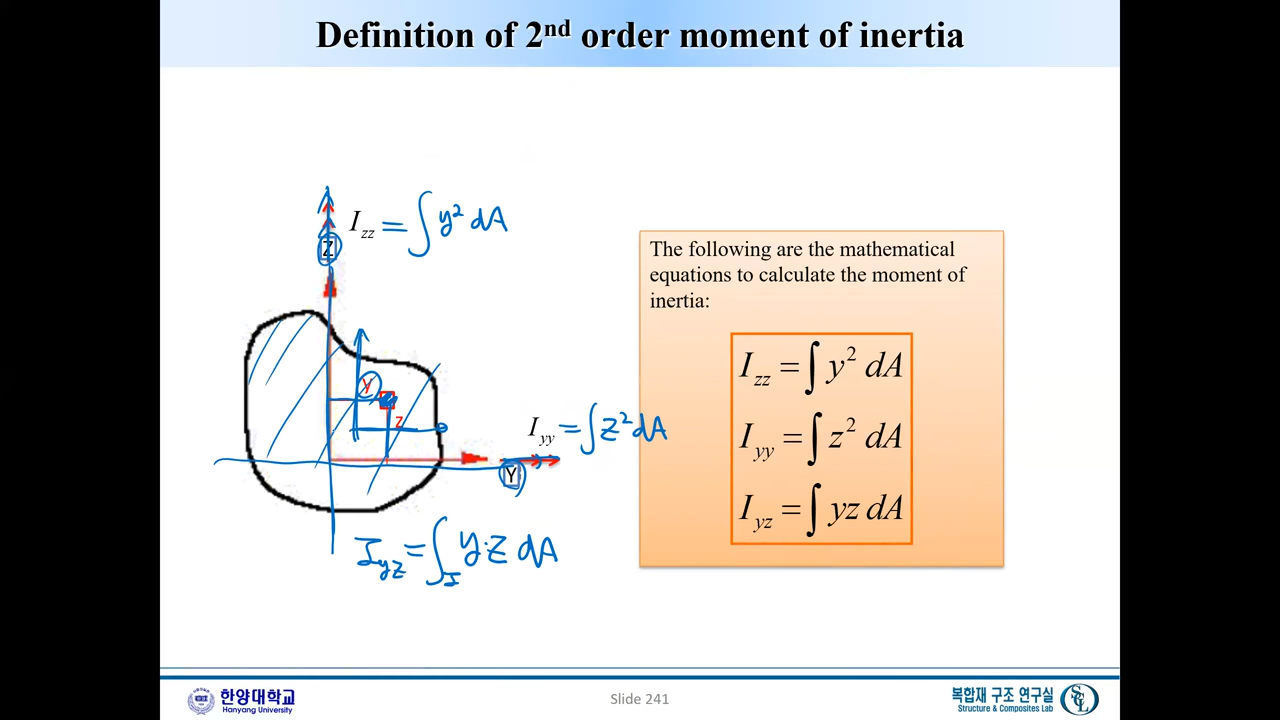 Definition of 2nd order moment of inertia
I_zz = ∫ y² dA
Z
The following are the mathematical
equations to calculate the moment of
inertia:
I_zz = ∫ y² dA
y
z
I_yy = ∫ z² dA
I_yy = ∫ z² dA
Y
I_yz = ∫ yz dA
I_yz = ∫ y·z dA
한양대학교
Hanyang University
Slide 241
복합재 구조 연구실
Structure & Composites Lab